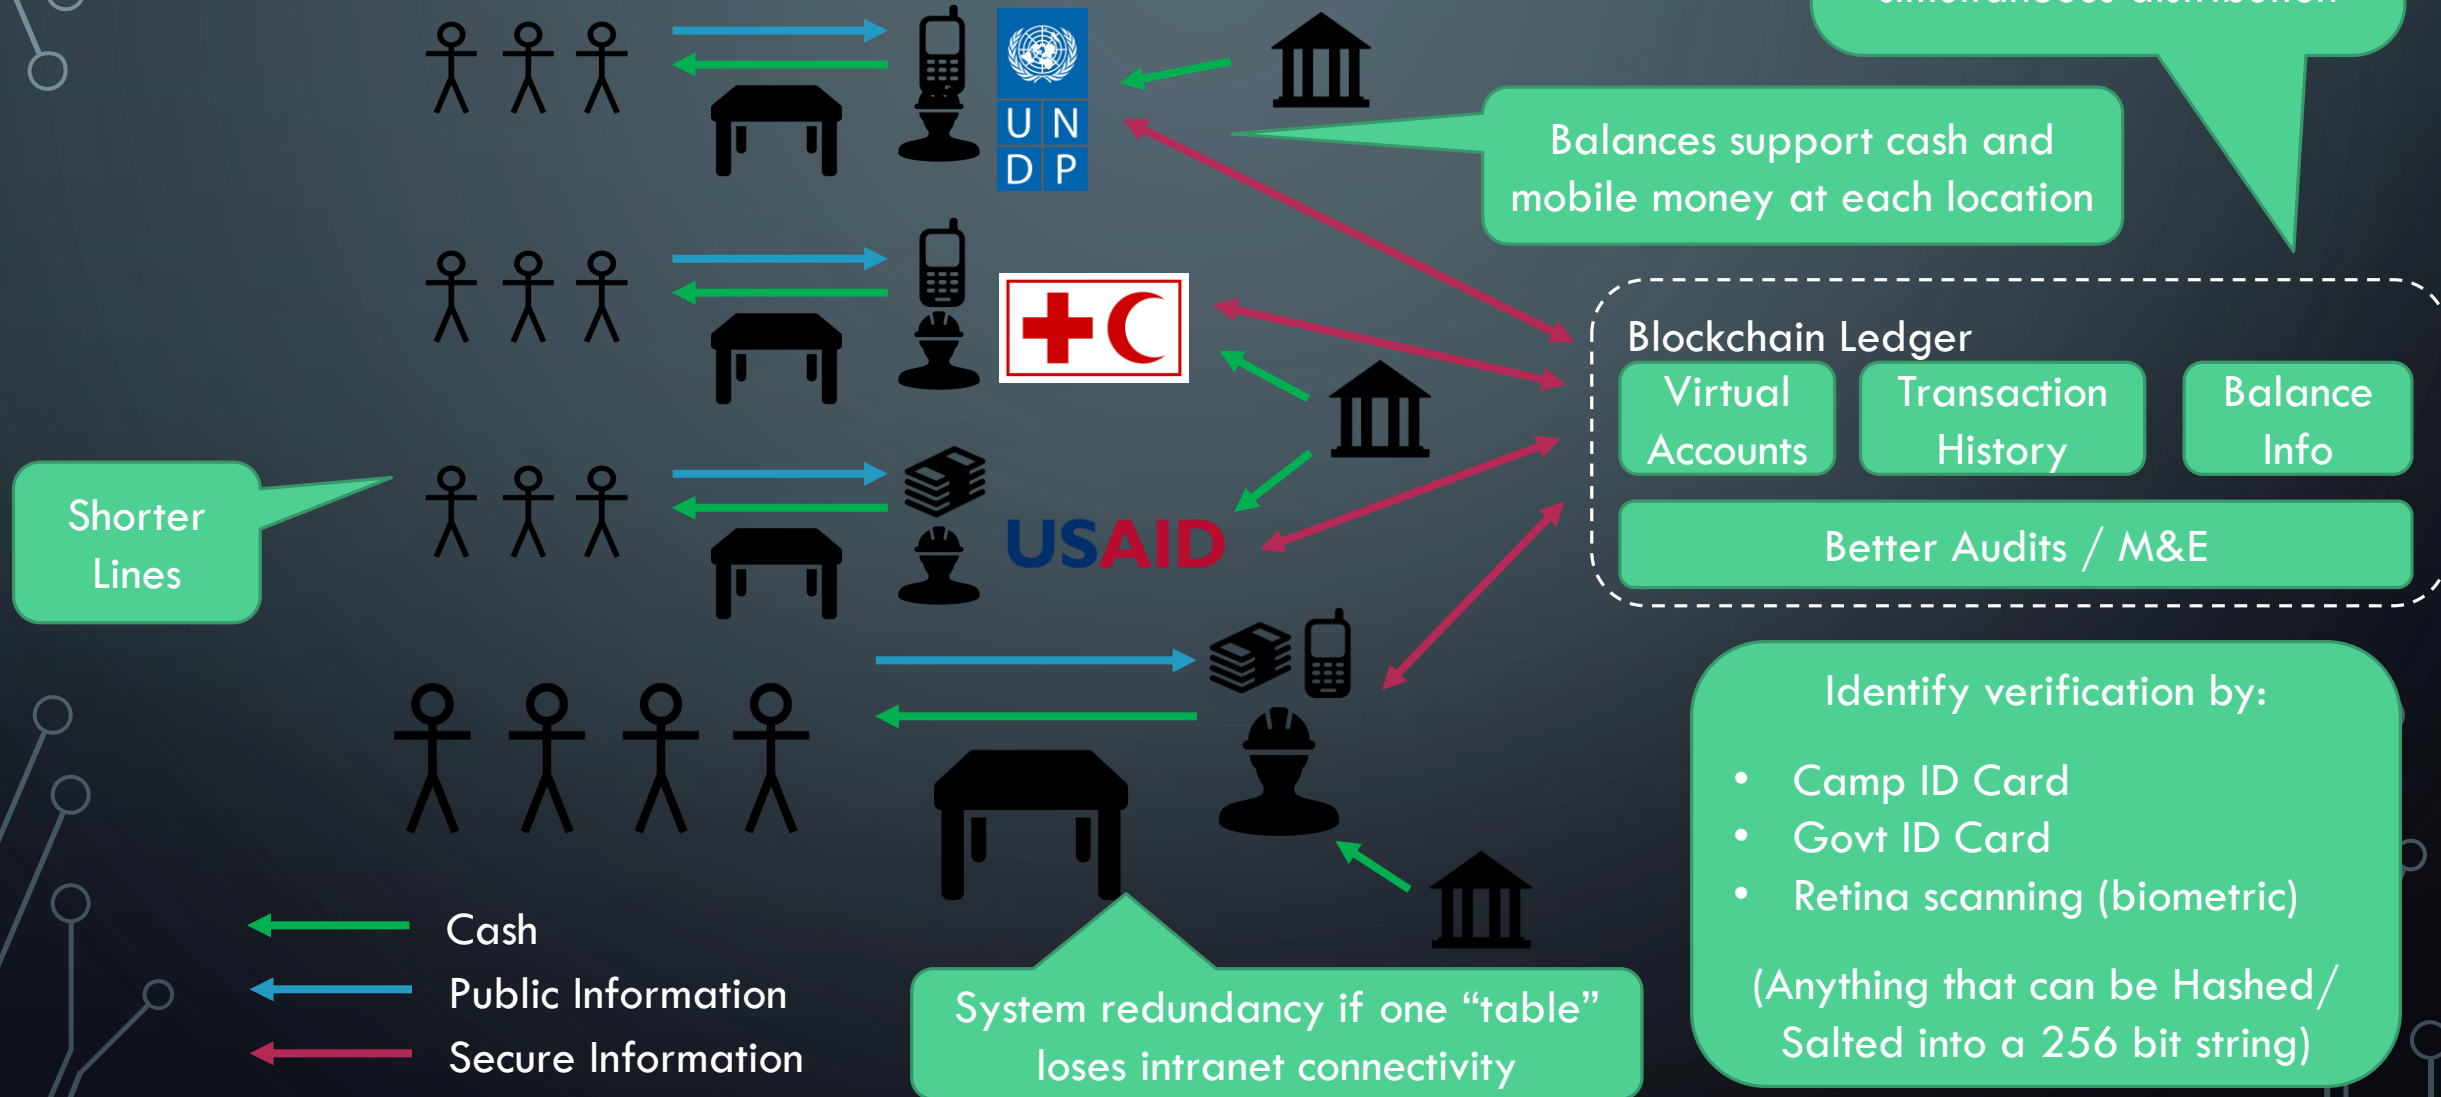 simultaneous distribution
U N
D P
Balances support cash and
mobile money at each location
Blockchain Ledger
Virtual
Accounts
Transaction
History
Balance
Info
Shorter
Lines
USAID
Better Audits / M&E
Identify verification by:
• Camp ID Card
• Govt ID Card
• Retina scanning (biometric)
(Anything that can be Hashed/
Salted into a 256 bit string)
Cash
Public Information
Secure Information
System redundancy if one “table”
loses intranet connectivity